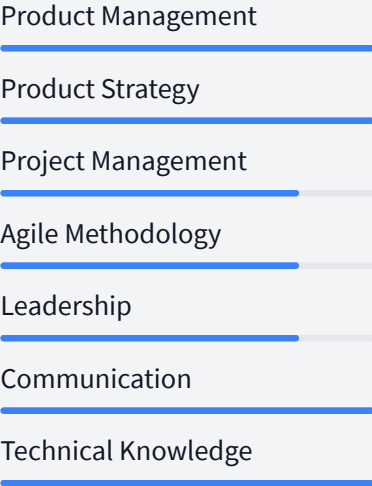 Product Management
Product Strategy
Project Management
Agile Methodology
Leadership
Communication
Technical Knowledge